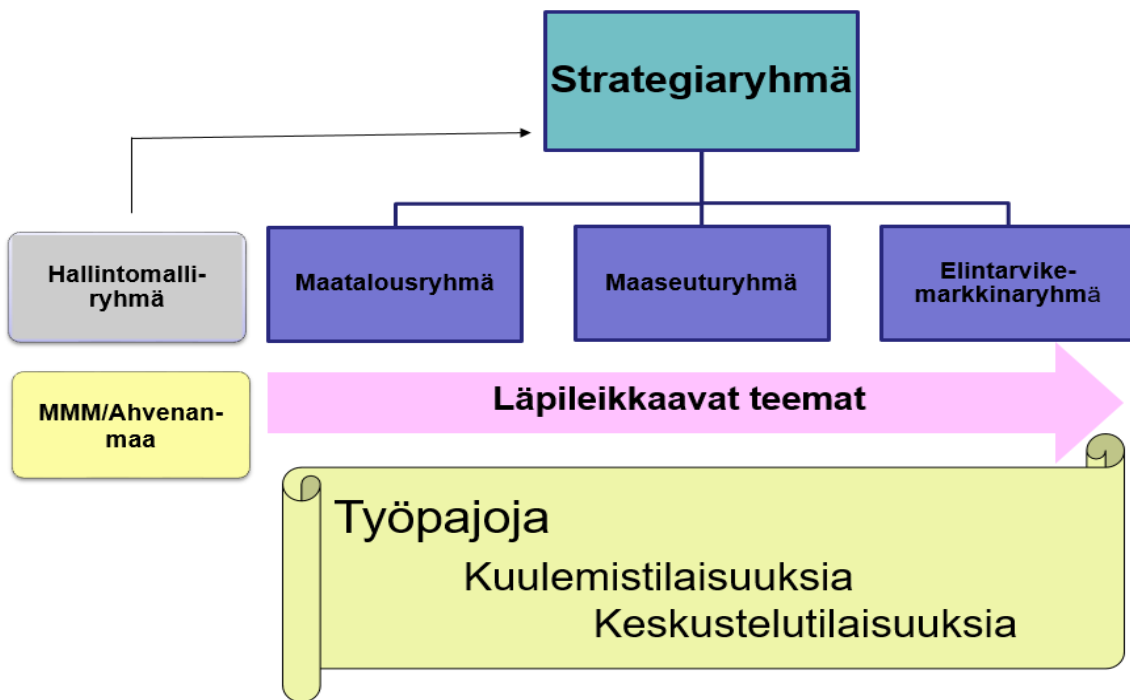 Strategiaryhmä
Hallintomalli-
ryhmä
Maatalousryhmä
Maaseuturyhmä
Elintarvike-
markkinaryhmä
MMM/Ahvenan-
maa
Läpileikkaavat teemat
Työpajoja
Kuulemistilaisuuksia
Keskustelutilaisuuksia